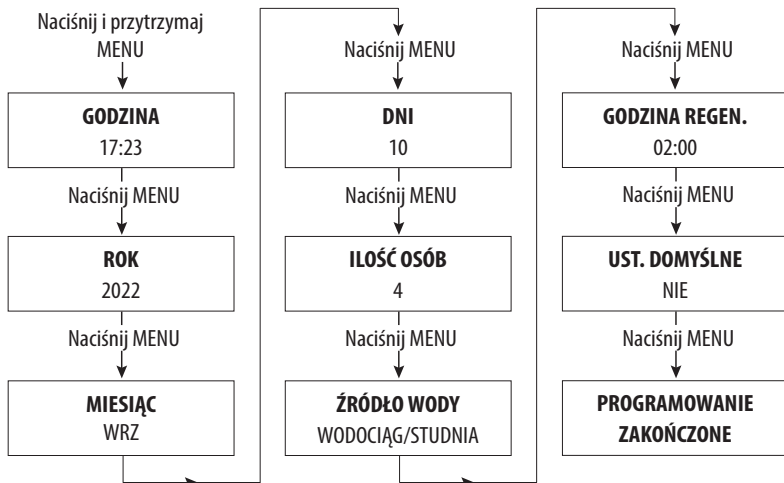 Naciśnij i przytrzymaj
MENU
GODZINA
17:23
Naciśnij MENU
ROK
2022
Naciśnij MENU
MIESIĄC
WRZ
Naciśnij MENU
DNI
10
Naciśnij MENU
ILOŚĆ OSÓB
4
Naciśnij MENU
ŹRÓDŁO WODY
WODOCIĄG/STUDNIA
Naciśnij MENU
GODZINA REGEN.
02:00
Naciśnij MENU
UST. DOMYŚLNE
NIE
Naciśnij MENU
PROGRAMOWANIE
ZAKOŃCZONE